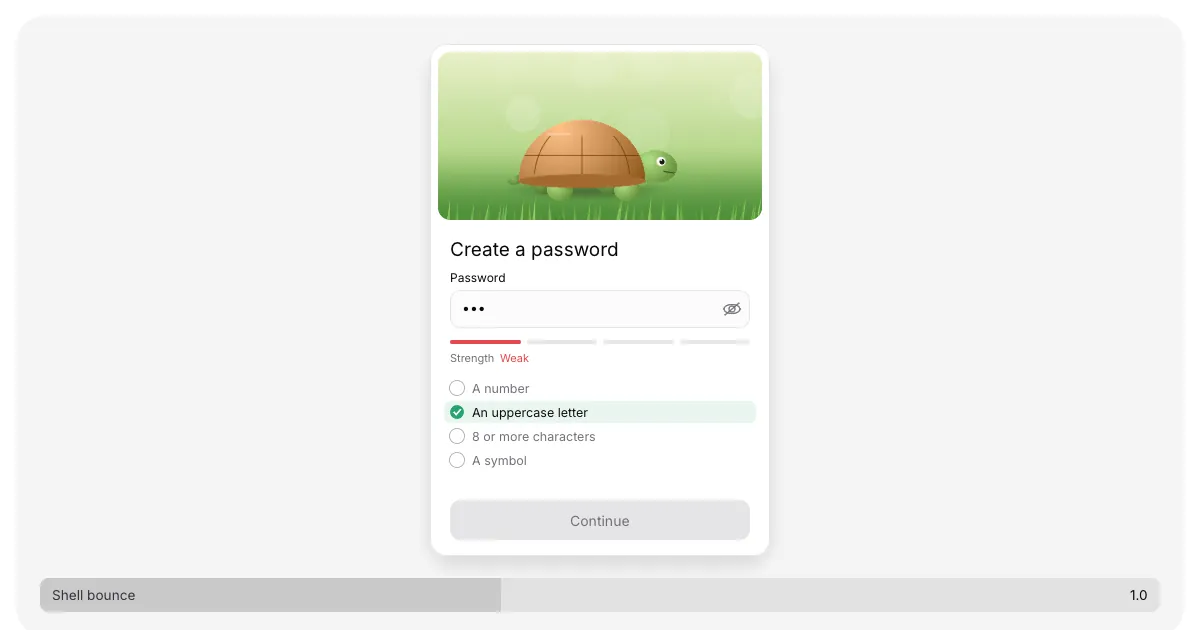 Create a password
Password
•••
Strength Weak
A number
An uppercase letter
8 or more characters
A symbol
Continue
Shell bounce 1.0